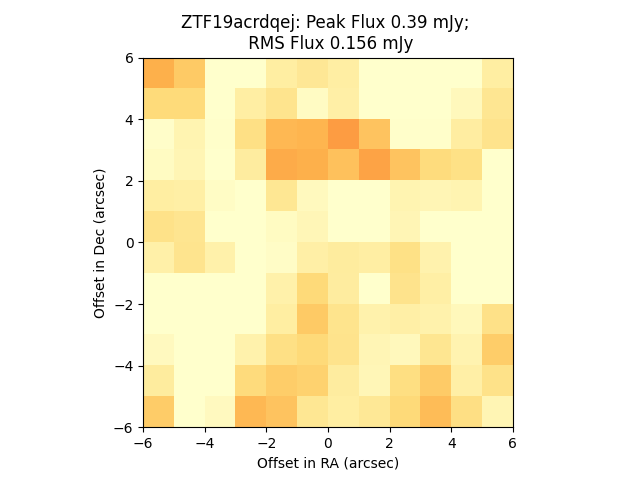 ZTF19acrdqej: Peak Flux 0.39 mJy;
RMS Flux 0.156 mJy
6
4
2
0
−2
−4
−6
Offset in Dec (arcsec)
−6 −4 −2 0 2 4 6
Offset in RA (arcsec)